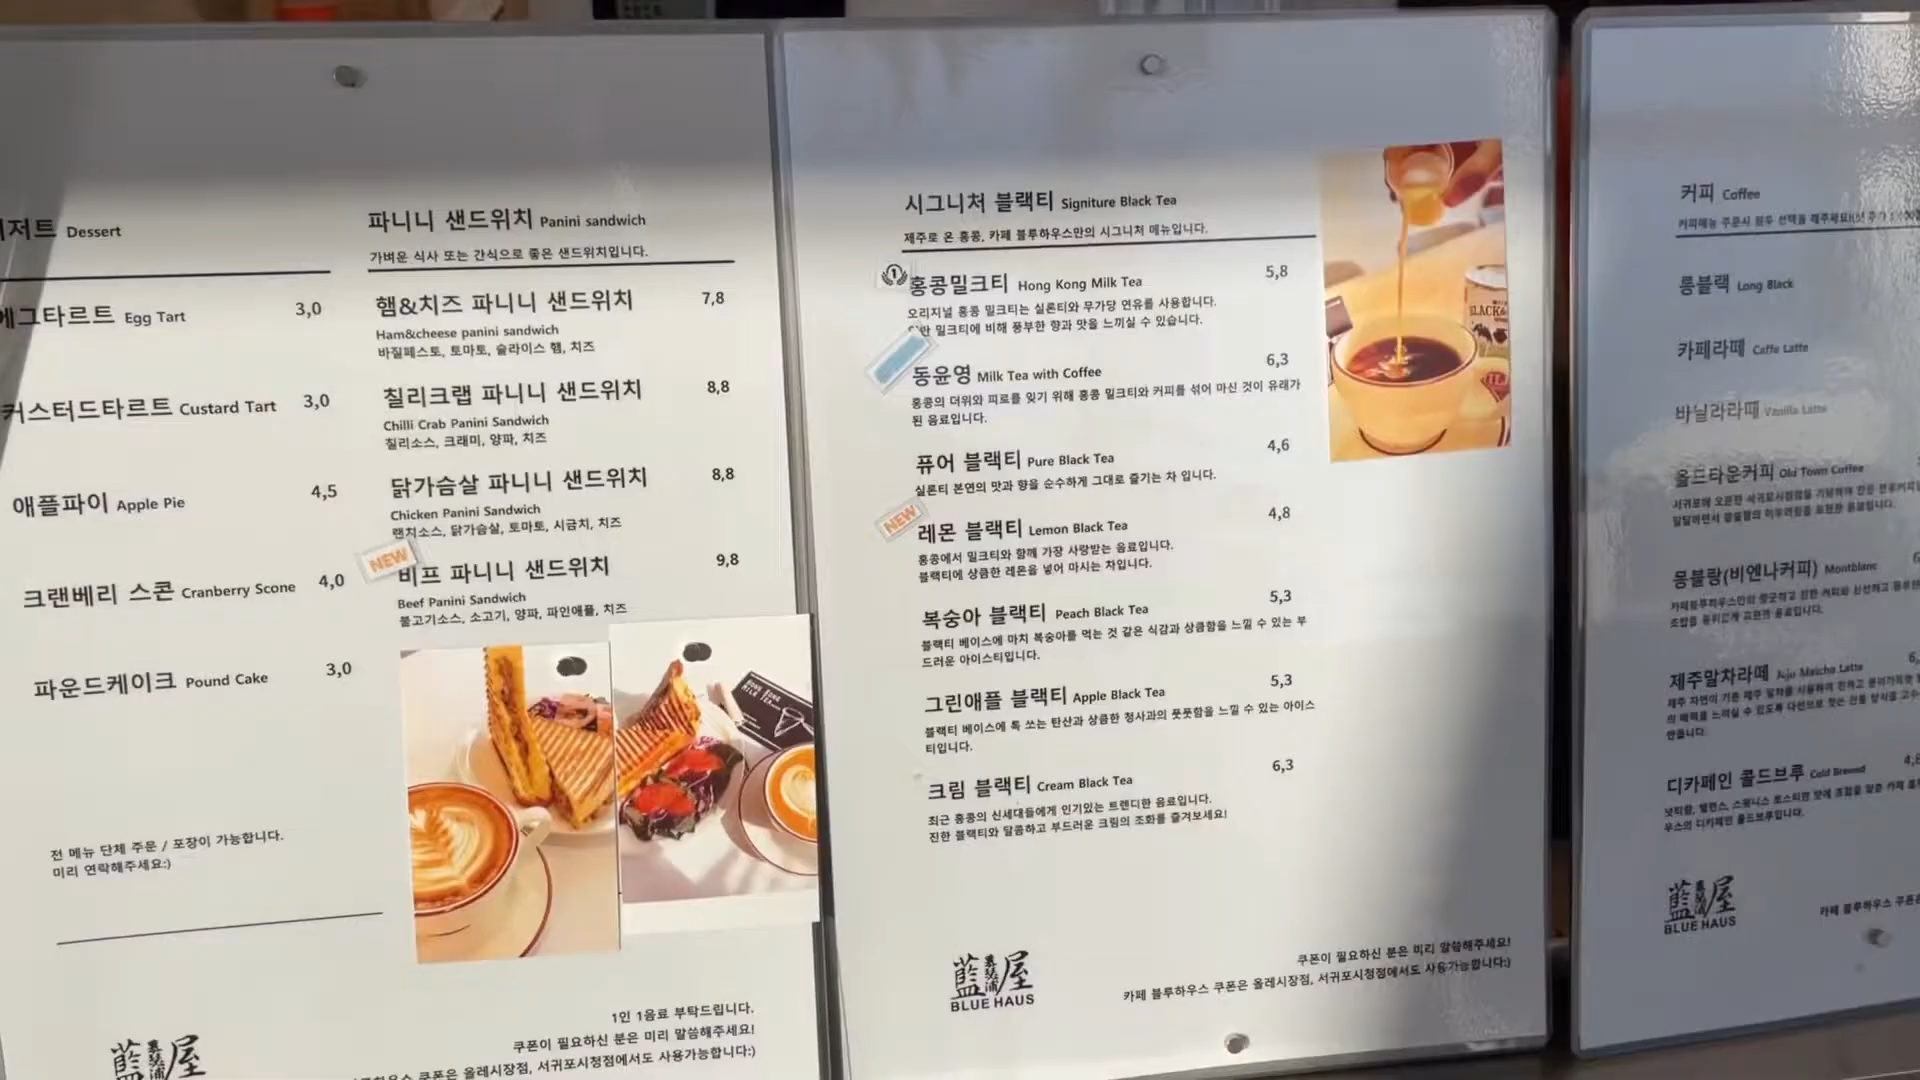 디저트 Dessert
에그타르트 Egg Tart 3,0
커스터드타르트 Custard Tart 3,0
애플파이 Apple Pie 4,5
크랜베리 스콘 Cranberry Scone 4,0
파운드케이크 Pound Cake 3,0
전 메뉴 단체 주문 / 포장이 가능합니다.
미리 연락해주세요:)
파니니 샌드위치 Panini sandwich
가벼운 식사 또는 간식으로 좋은 샌드위치입니다.
햄&치즈 파니니 샌드위치 7,8
Ham&cheese panini sandwich
바질페스토, 토마토, 슬라이스 햄, 치즈
칠리크랩 파니니 샌드위치 8,8
Chilli Crab Panini Sandwich
칠리소스, 크래미, 양파, 치즈
닭가슴살 파니니 샌드위치 8,8
Chicken Panini Sandwich
랜치소스, 닭가슴살, 토마토, 시금치, 치즈
NEW
비프 파니니 샌드위치 9,8
Beef Panini Sandwich
불고기소스, 소고기, 양파, 파인애플, 치즈
HONG KONG
MILK TEA
1인 1음료 부탁드립니다.
쿠폰이 필요하신 분은 미리 말씀해주세요!
쿠폰은 올레시장점, 서귀포시청점에서도 사용가능합니다:)
藍 屋
시그니처 블랙티 Signiture Black Tea
제주로 온 홍콩, 카페 블루하우스만의 시그니처 메뉴입니다.
1
홍콩밀크티 Hong Kong Milk Tea 5,8
오리지널 홍콩 밀크티는 실론티와 무가당 연유를 사용합니다.
밀크티에 비해 풍부한 향과 맛을 느끼실 수 있습니다.
동윤영 Milk Tea with Coffee 6,3
홍콩의 더위와 피로를 잊기 위해 홍콩 밀크티와 커피를 섞어 마신 것이 유래가
된 음료입니다.
퓨어 블랙티 Pure Black Tea 4,6
실론티 본연의 맛과 향을 순수하게 그대로 즐기는 차 입니다.
NEW
레몬 블랙티 Lemon Black Tea 4,8
홍콩에서 밀크티와 함께 가장 사랑받는 음료입니다.
블랙티에 상큼한 레몬을 넣어 마시는 차입니다.
복숭아 블랙티 Peach Black Tea 5,3
블랙티 베이스에 마치 복숭아를 먹는 것 같은 식감과 상큼함을 느낄 수 있는 부
드러운 아이스티입니다.
그린애플 블랙티 Apple Black Tea 5,3
블랙티 베이스에 톡 쏘는 탄산과 상큼한 청사과의 풋풋함을 느낄 수 있는 아이스
티입니다.
크림 블랙티 Cream Black Tea 6,3
최근 홍콩의 신세대들에게 인기있는 트렌디한 음료입니다.
진한 블랙티와 달콤하고 부드러운 크림의 조화를 즐겨보세요!
藍 屋
BLUE HAUS
쿠폰이 필요하신 분은 미리 말씀해주세요!
카페 블루하우스 쿠폰은 올레시장점, 서귀포시청점에서도 사용가능합니다:)
커피 Coffee
커피메뉴 주문시 원두 선택을 해주세요!
롱블랙 Long Black
카페라떼 Caffe Latte
바닐라라떼 Vanilla Latte
올드타운커피 Old Town Coffee
몽블랑(비엔나커피) Montblanc
제주말차라떼 Jeju Matcha Latte
디카페인 콜드브루 Cold Brewed 4,8
우스의 디카페인 콜드브루입니다.
藍 屋
BLUE HAUS
카페 블루하우스 쿠폰은